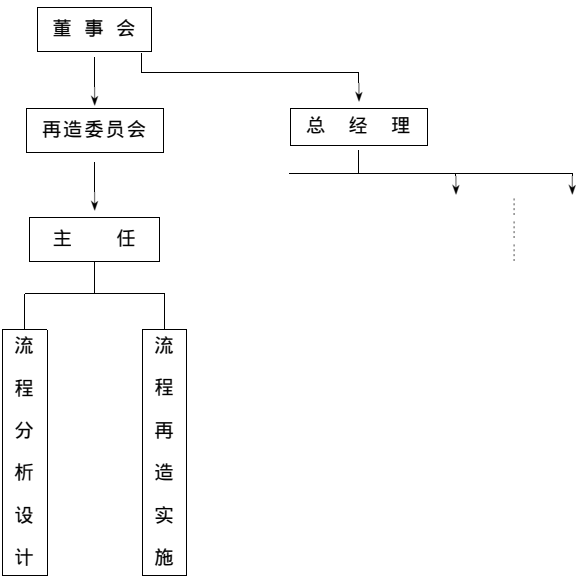 董事会
再造委员会
总经理
主任
流程分析设计
流程再造实施